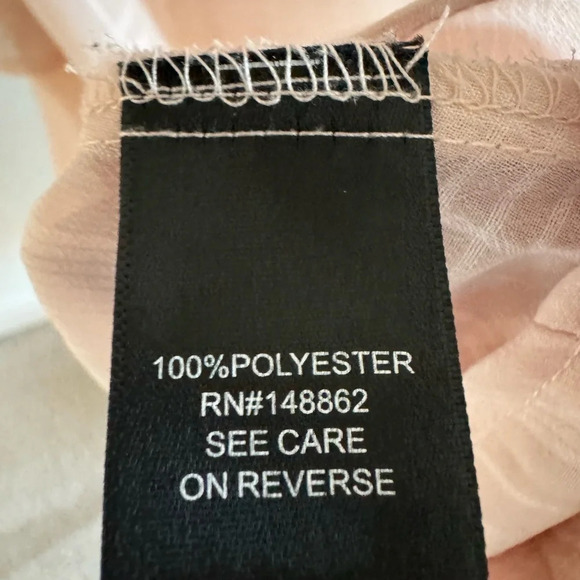 100%POLYESTER
RN#148862
SEE CARE
ON REVERSE